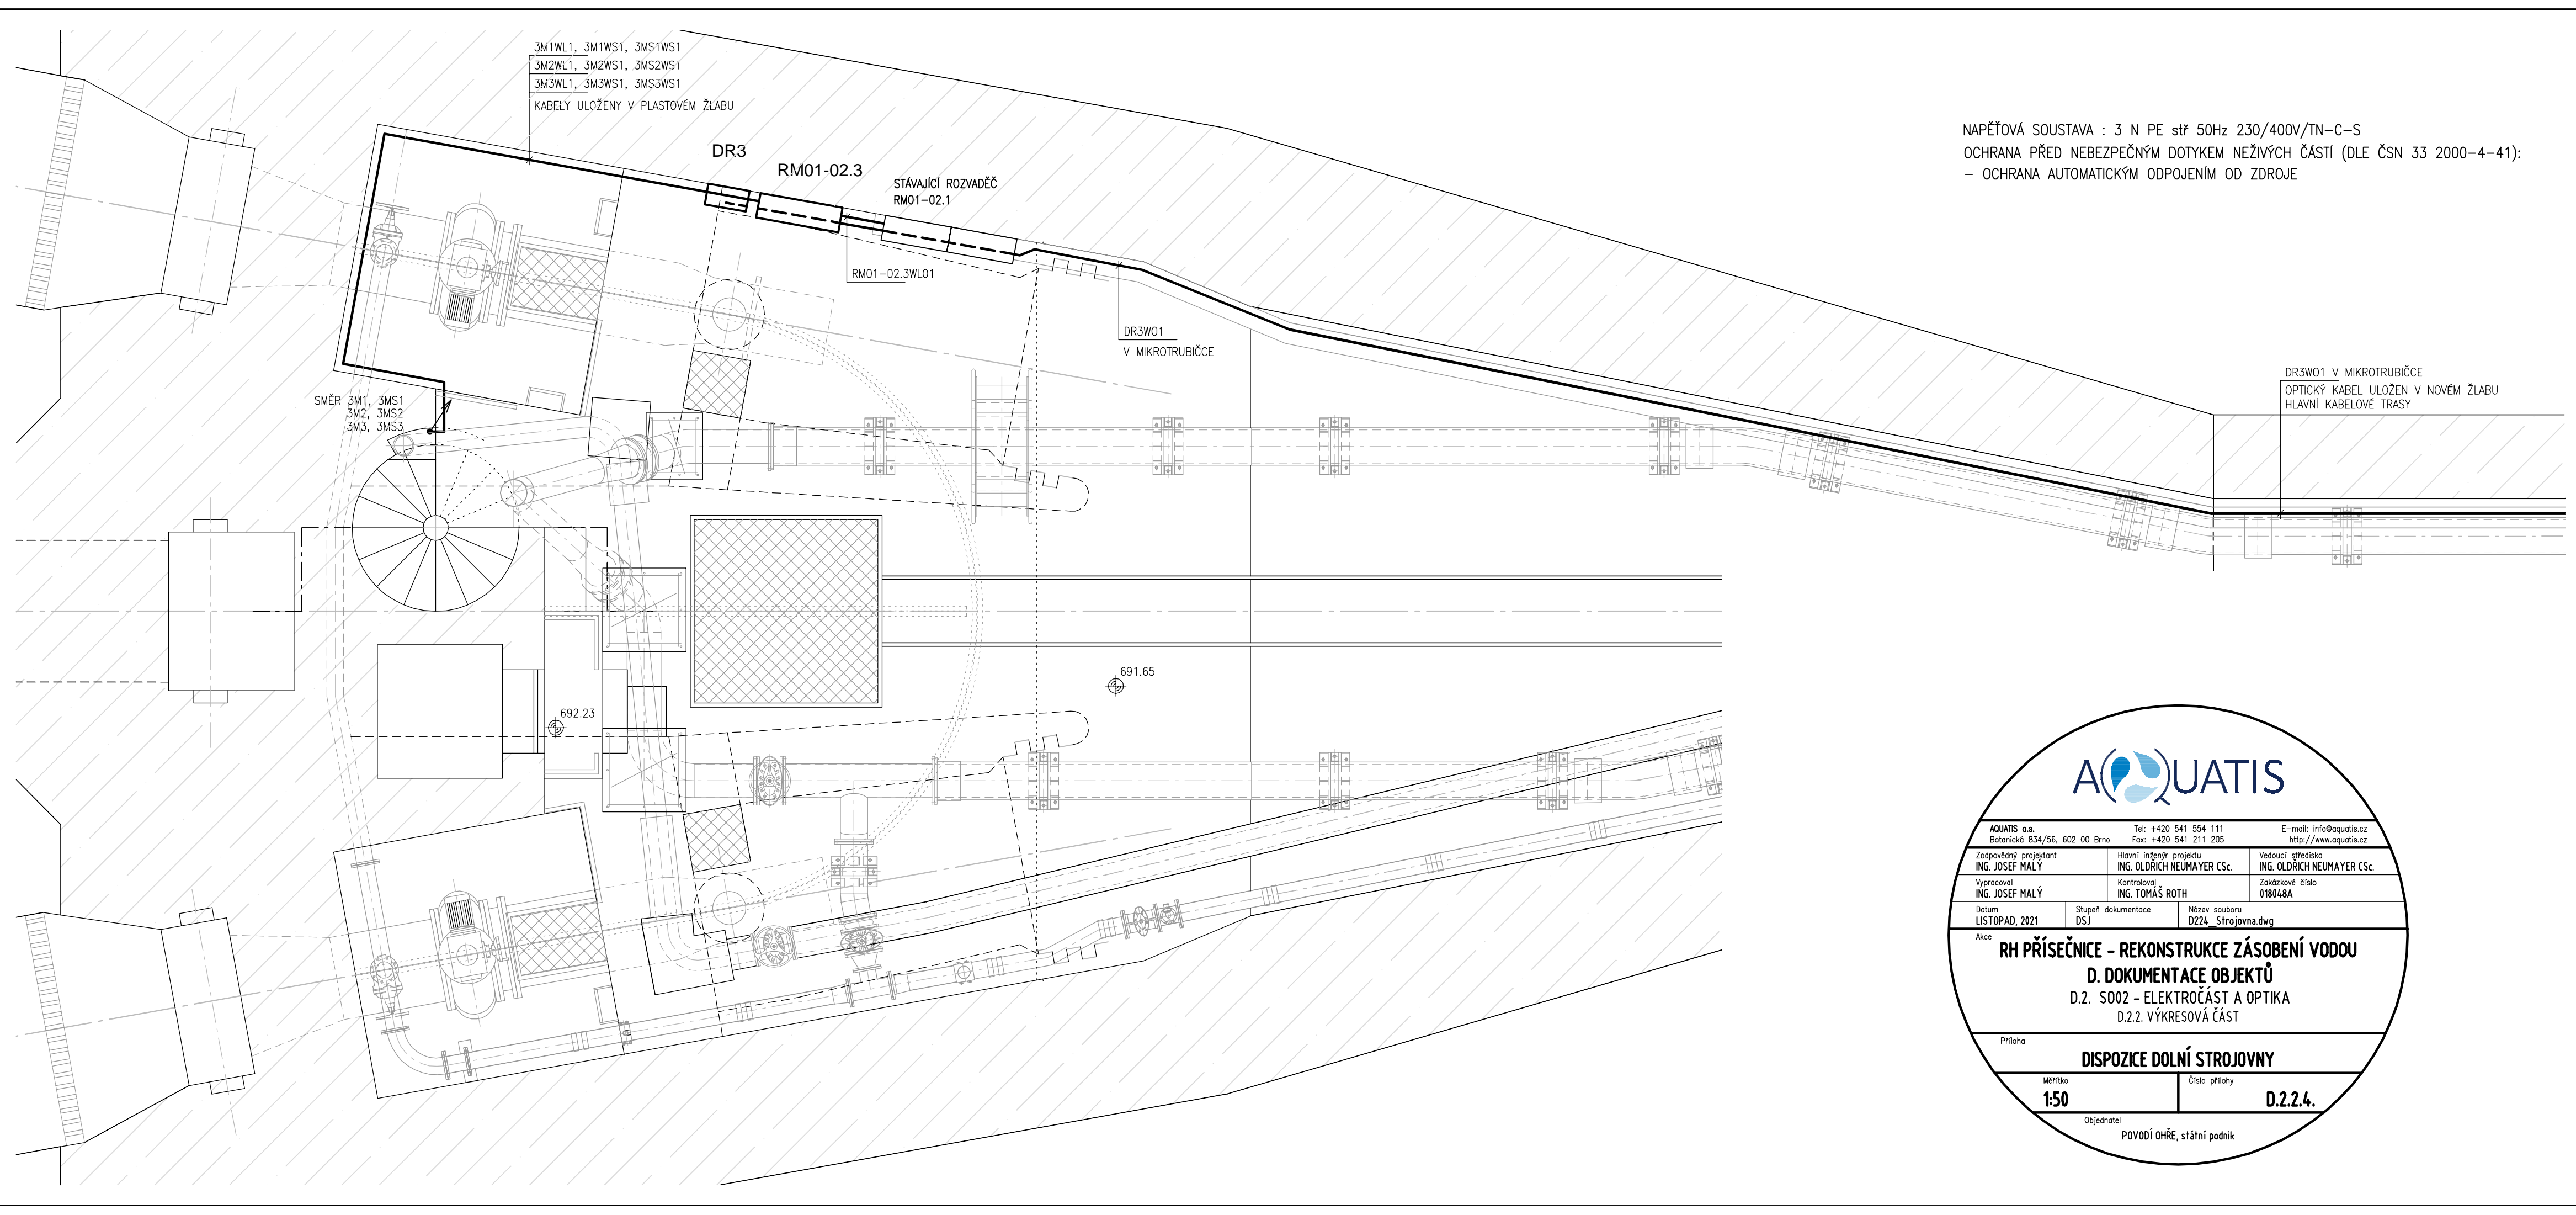 3M1WL1, 3M1WS1, 3MS1WS1
3M2WL1, 3M2WS1, 3MS2WS1
3M3WL1, 3M3WS1, 3MS3WS1
KABELY ULOŽENY V PLASTOVÉM ŽLABU
DR3
RM01-02.3
STÁVAJÍCÍ ROZVADĚČ
RM01-02.1
RM01-02.3WL01
DR3WO1
V MIKROTRUBIČCE
SMĚR 3M1, 3MS1
3M2, 3MS2
3M3, 3MS3
691.65
692.23
NAPĚŤOVÁ SOUSTAVA : 3 N PE stř 50Hz 230/400V/TN-C-S
OCHRANA PŘED NEBEZPEČNÝM DOTYKEM NEŽIVÝCH ČÁSTÍ (DLE ČSN 33 2000-4-41):
- OCHRANA AUTOMATICKÝM ODPOJENÍM OD ZDROJE
DR3WO1 V MIKROTRUBIČCE
OPTICKÝ KABEL ULOŽEN V NOVÉM ŽLABU
HLAVNÍ KABELOVÉ TRASY
AQUATIS
AQUATIS a.s. Tel: +420 541 554 111 E-mail: info@aquatis.cz
Botanická 834/56, 602 00 Brno Fax: +420 541 211 205 http://www.aquatis.cz
Zodpovědný projektant Hlavní inženýr projektu Vedoucí střediska
ING. JOSEF MALÝ ING. OLDŘICH NEUMAYER CSc. ING. OLDŘICH NEUMAYER CSc.
Vypracoval Kontroloval Zakázkové číslo
ING. JOSEF MALÝ ING. TOMÁŠ ROTH 018048A
Datum Stupeň dokumentace Název souboru
LISTOPAD, 2021 DSJ D224_Strojovna.dwg
Akce
RH PŘÍSEČNICE - REKONSTRUKCE ZÁSOBENÍ VODOU
D. DOKUMENTACE OBJEKTŮ
D.2. SO02 - ELEKTROČÁST A OPTIKA
D.2.2. VÝKRESOVÁ ČÁST
Příloha
DISPOZICE DOLNÍ STROJOVNY
Měřítko Číslo přílohy
1:50 D.2.2.4.
Objednatel
POVODÍ OHŘE, státní podnik